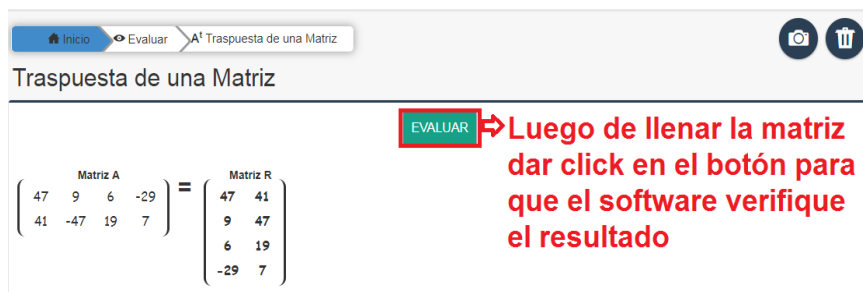 Inicio Evaluar At Traspuesta de una Matriz
Traspuesta de una Matriz
EVALUAR
Luego de llenar la matriz
dar click en el botón para
que el software verifique
el resultado
Matriz A
47 9 6 -29
41 -47 19 7
=
Matriz R
47 41
9 47
6 19
-29 7